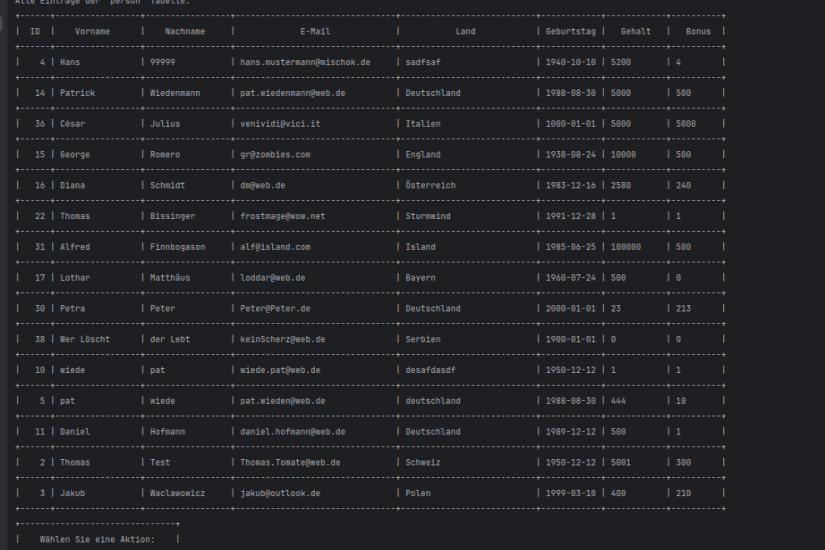 Alle Einträge der "person" Tabelle:
| ID | Vorname | Nachname | E-Mail | Land | Geburtstag | Gehalt | Bonus |
| 4 | Hans | 99999 | hans.mustermann@mischok.de | sadfsaf | 1940-10-10 | 5200 | 4 |
| 14 | Patrick | Wiedenmann | pat.wiedenmann@web.de | Deutschland | 1988-08-30 | 5000 | 500 |
| 36 | César | Julius | venividi@vici.it | Italien | 1000-01-01 | 5000 | 5000 |
| 15 | George | Romero | gr@zombies.com | England | 1938-08-24 | 10000 | 500 |
| 16 | Diana | Schmidt | dm@web.de | Österreich | 1983-12-16 | 2580 | 240 |
| 22 | Thomas | Bissinger | frostmage@wow.net | Sturmwind | 1991-12-28 | 1 | 1 |
| 31 | Alfred | Finnbogason | alf@island.com | Island | 1985-06-25 | 100000 | 500 |
| 17 | Lothar | Matthäus | loddar@web.de | Bayern | 1960-07-24 | 500 | 0 |
| 30 | Petra | Peter | Peter@Peter.de | Deutschland | 2000-01-01 | 23 | 213 |
| 38 | Wer Löscht | der Lebt | keinScherz@web.de | Serbien | 1900-01-01 | 0 | 0 |
| 10 | wiede | pat | wiede.pat@web.de | desafdasdf | 1950-12-12 | 1 | 1 |
| 5 | pat | wiede | pat.wieden@web.de | deutschland | 1988-08-30 | 444 | 10 |
| 11 | Daniel | Hofmann | daniel.hofmann@web.de | Deutschland | 1989-12-12 | 500 | 1 |
| 2 | Thomas | Test | Thomas.Tomate@web.de | Schweiz | 1950-12-12 | 5001 | 300 |
| 3 | Jakub | Waclawowicz | jakub@outlook.de | Polen | 1999-03-10 | 400 | 210 |
| Wählen Sie eine Aktion: |